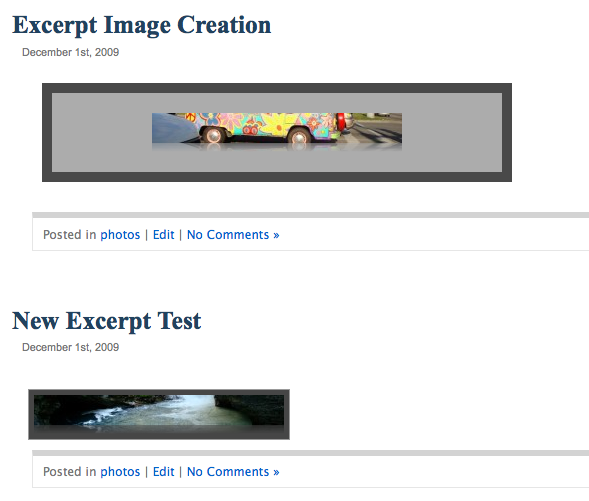 Excerpt Image Creation
December 1st, 2009
Posted in photos | Edit | No Comments »
New Excerpt Test
December 1st, 2009
Posted in photos | Edit | No Comments »